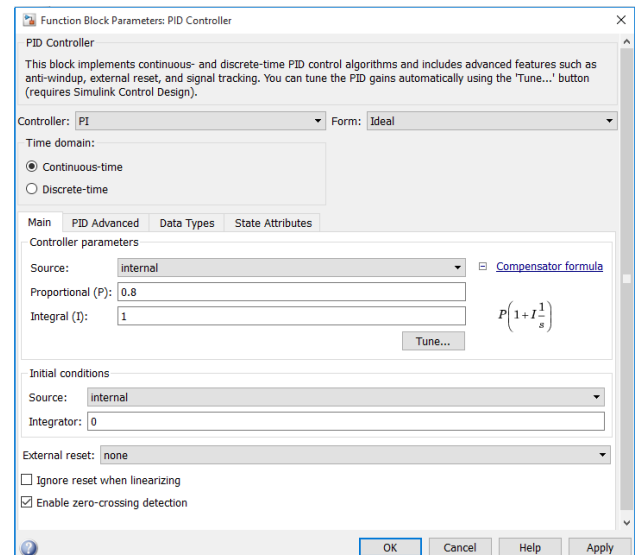 Function Block Parameters: PID Controller
PID Controller
This block implements continuous- and discrete-time PID control algorithms and includes advanced features such as
anti-windup, external reset, and signal tracking. You can tune the PID gains automatically using the 'Tune...' button
(requires Simulink Control Design).
Controller: PI Form: Ideal
Time domain:
Continuous-time
Discrete-time
Main PID Advanced Data Types State Attributes
Controller parameters
Source: internal Compensator formula
Proportional (P): 0.8
Integral (I): 1
P(1+I 1/s)
Tune...
Initial conditions
Source: internal
Integrator: 0
External reset: none
Ignore reset when linearizing
Enable zero-crossing detection
OK Cancel Help Apply